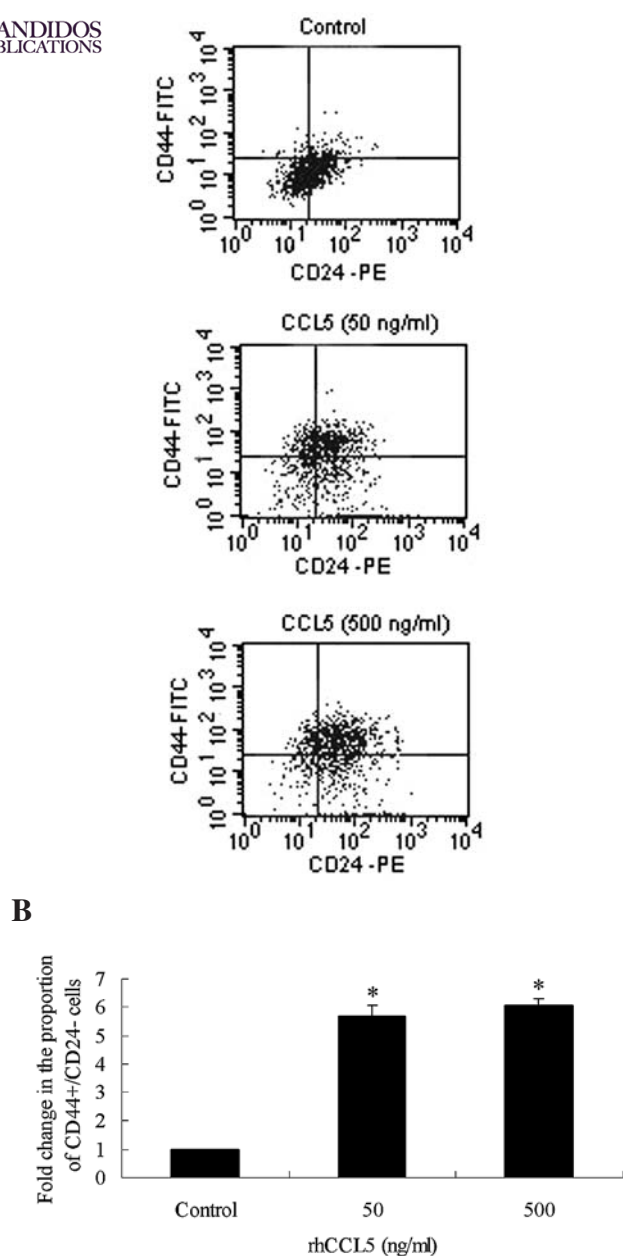 ANDIDOS
BLICATIONS
Control
CD44-FITC
10^4
10^3
10^2
10^1
10^0
10^0 10^1 10^2 10^3 10^4
CD24 -PE
CCL5 (50 ng/ml)
CD44-FITC
10^4
10^3
10^2
10^1
10^0
10^0 10^1 10^2 10^3 10^4
CD24 -PE
CCL5 (500 ng/ml)
CD44-FITC
10^4
10^3
10^2
10^1
10^0
10^0 10^1 10^2 10^3 10^4
CD24 -PE
B
Fold change in the proportion
of CD44+/CD24- cells
7
6
5
4
3
2
1
0
* *
Control 50 500
rhCCL5 (ng/ml)